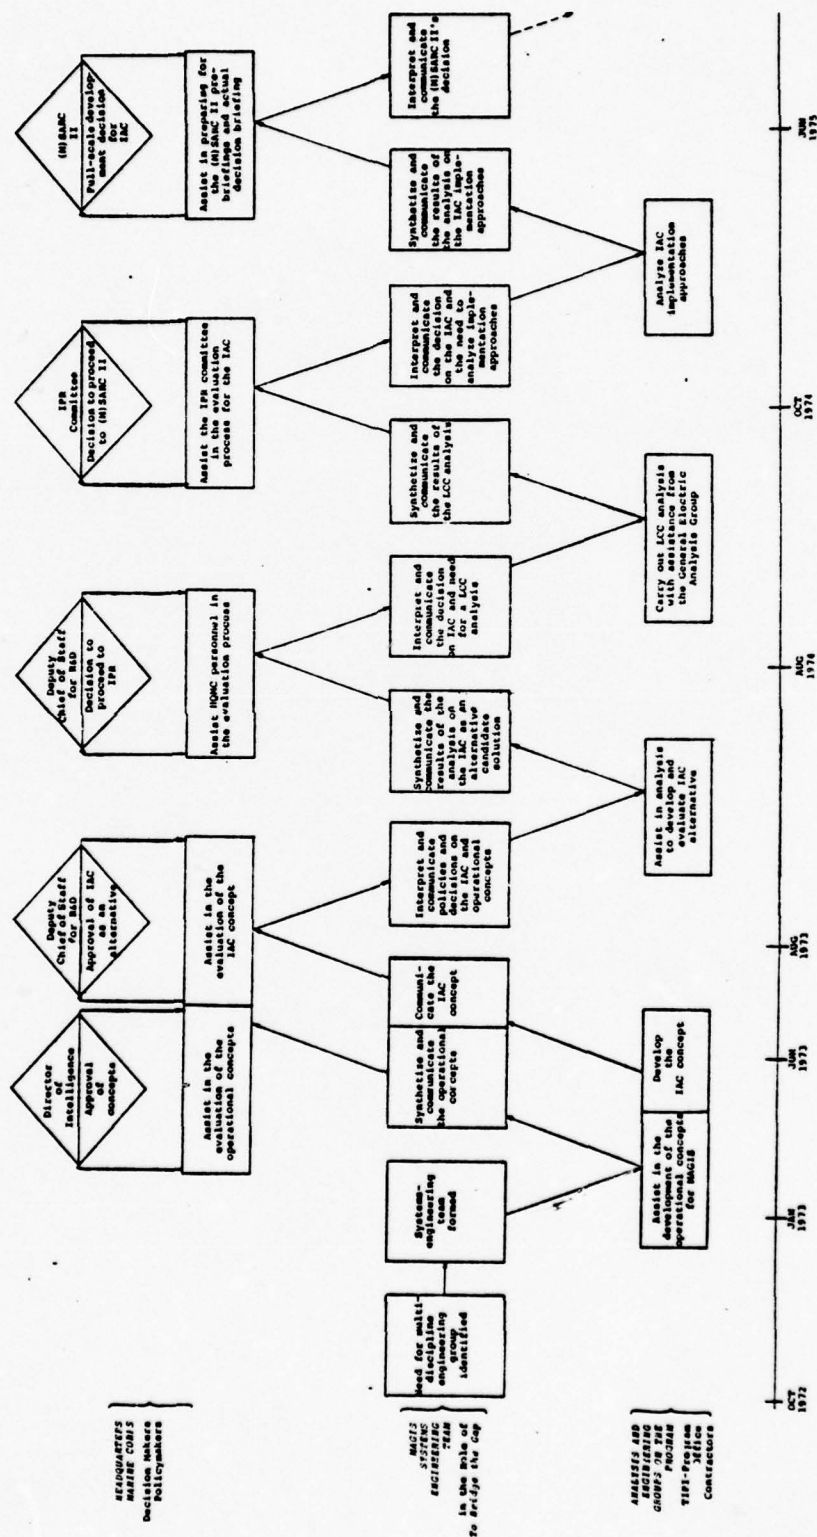 HEADQUARTERS
MARINE CORPS
Decision Makers
Policymakers
Director
of
Intelligence
Approval
of
concepts
Deputy
Chief of Staff
for R&D
Approval of IAC
as an
alternative
Deputy
Chief of Staff
for R&D
Decision to
proceed to
IPR
IPR
Committee
Decision to proceed
to (M)SARC II
(M)SARC
II
Full-scale develop-
ment decision
for
IAC
Assist in the
evaluation of the
operational concepts
Assist in the
evaluation of the
IAC concept
Assist HQMC personnel in
the evaluation process
Assist the IPR committee
in the evaluation
process for the IAC
Assist in preparing for
the (M)SARC II pre-
briefings and actual
decision briefing
MAGIS
SYSTEMS
ENGINEERING
TEAM
in the Role of
To Bridge the Gap
Need for multi-
discipline
engineering
group
identified
Systems-
engineering
team
formed
Synthetize and
communicate
the operational
concepts
Communi-
cate the
IAC concept
Interpret and
communicate
policies and
decisions on
the IAC and
operational
concepts
Synthetize and
communicate the
results of the
analysis on
the IAC as an
alternative
candidate
solution
Interpret and
communicate
the decision
on IAC and need
for a LCC
analysis
Synthetize and
communicate
the results of
the LCC analysis
Interpret and
communicate
the decision
on the IAC and
the need to
analyze imple-
mentation
approaches
Synthetize and
communicate
the results of
the analysis on
the IAC imple-
mentation
approaches
Interpret and
communicate
the (M)SARC II's
decision
ANALYSIS AND
ENGINEERING
GROUPS ON THE
PROGRAM
TIPI-Program
Office
Contractors
Assist in the
development of the
operational concepts
for MAGIS
Develop
the
IAC concept
Assist in analysis
to develop and
evaluate IAC
alternative
Carry out LCC analysis
with assistance from
the General Electric
Analysis Group
Analyze IAC
implementation
approaches
OCT
1972
JAN
1973
JUN
1973
AUG
1973
AUG
1974
OCT
1974
JUN
1975